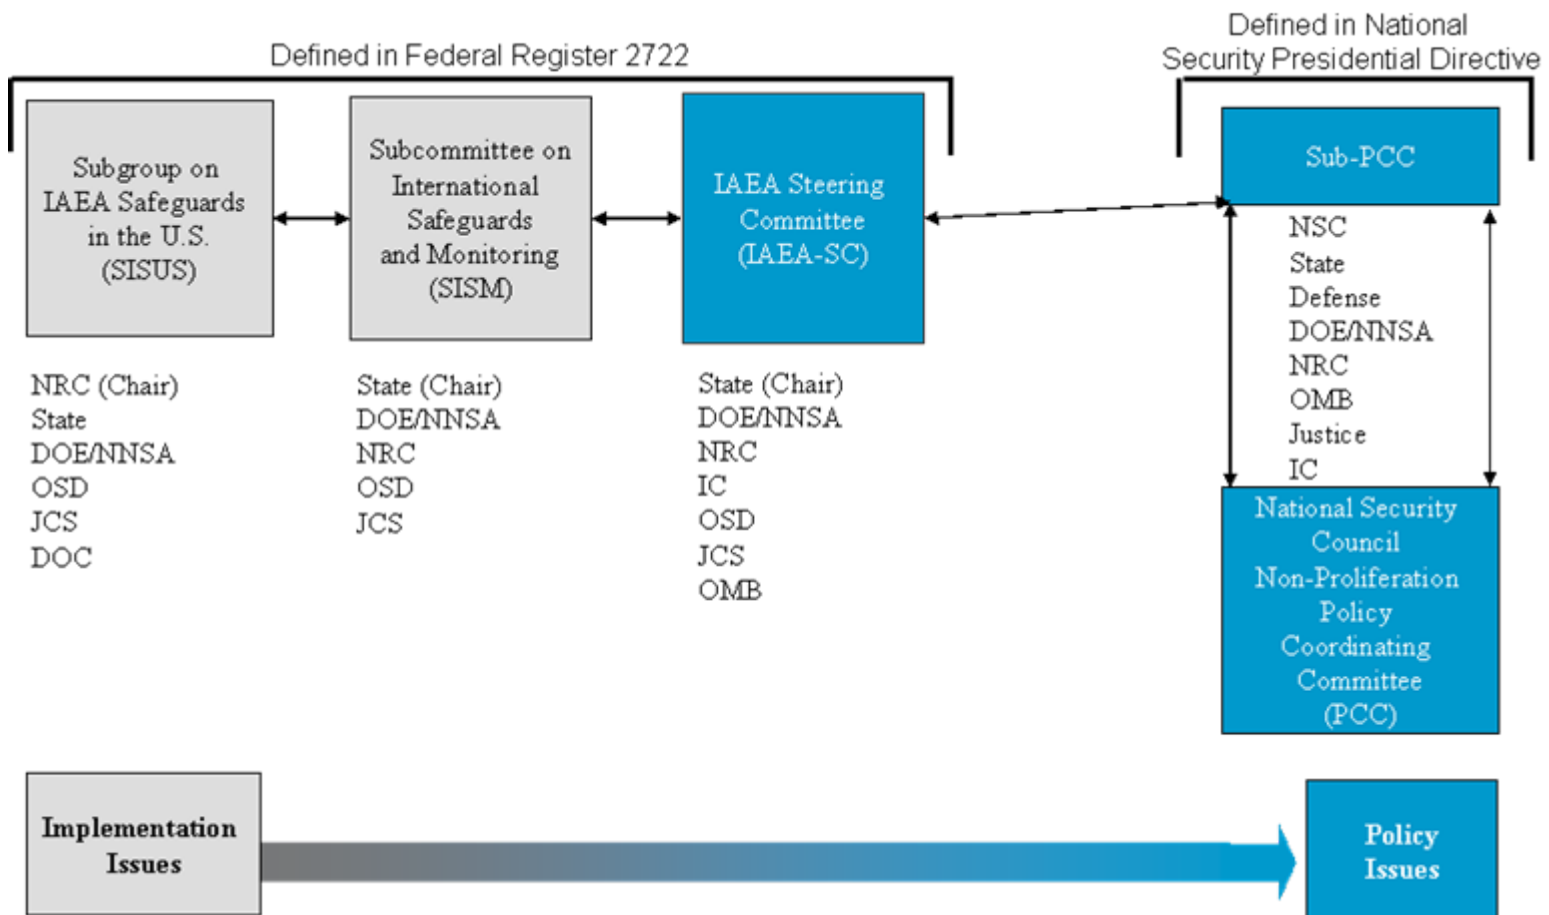 Defined in Federal Register 2722
Defined in National
Security Presidential Directive
Subgroup on
IAEA Safeguards
in the U.S.
(SISUS)
NRC (Chair)
State
DOE/NNSA
OSD
JCS
DOC
Subcommittee on
International
Safeguards
and Monitoring
(SISM)
State (Chair)
DOE/NNSA
NRC
OSD
JCS
IAEA Steering
Committee
(IAEA-SC)
State (Chair)
DOE/NNSA
NRC
IC
OSD
JCS
OMB
Sub-PCC
NSC
State
Defense
DOE/NNSA
NRC
OMB
Justice
IC
National Security
Council
Non-Proliferation
Policy
Coordinating
Committee
(PCC)
Implementation
Issues
Policy
Issues